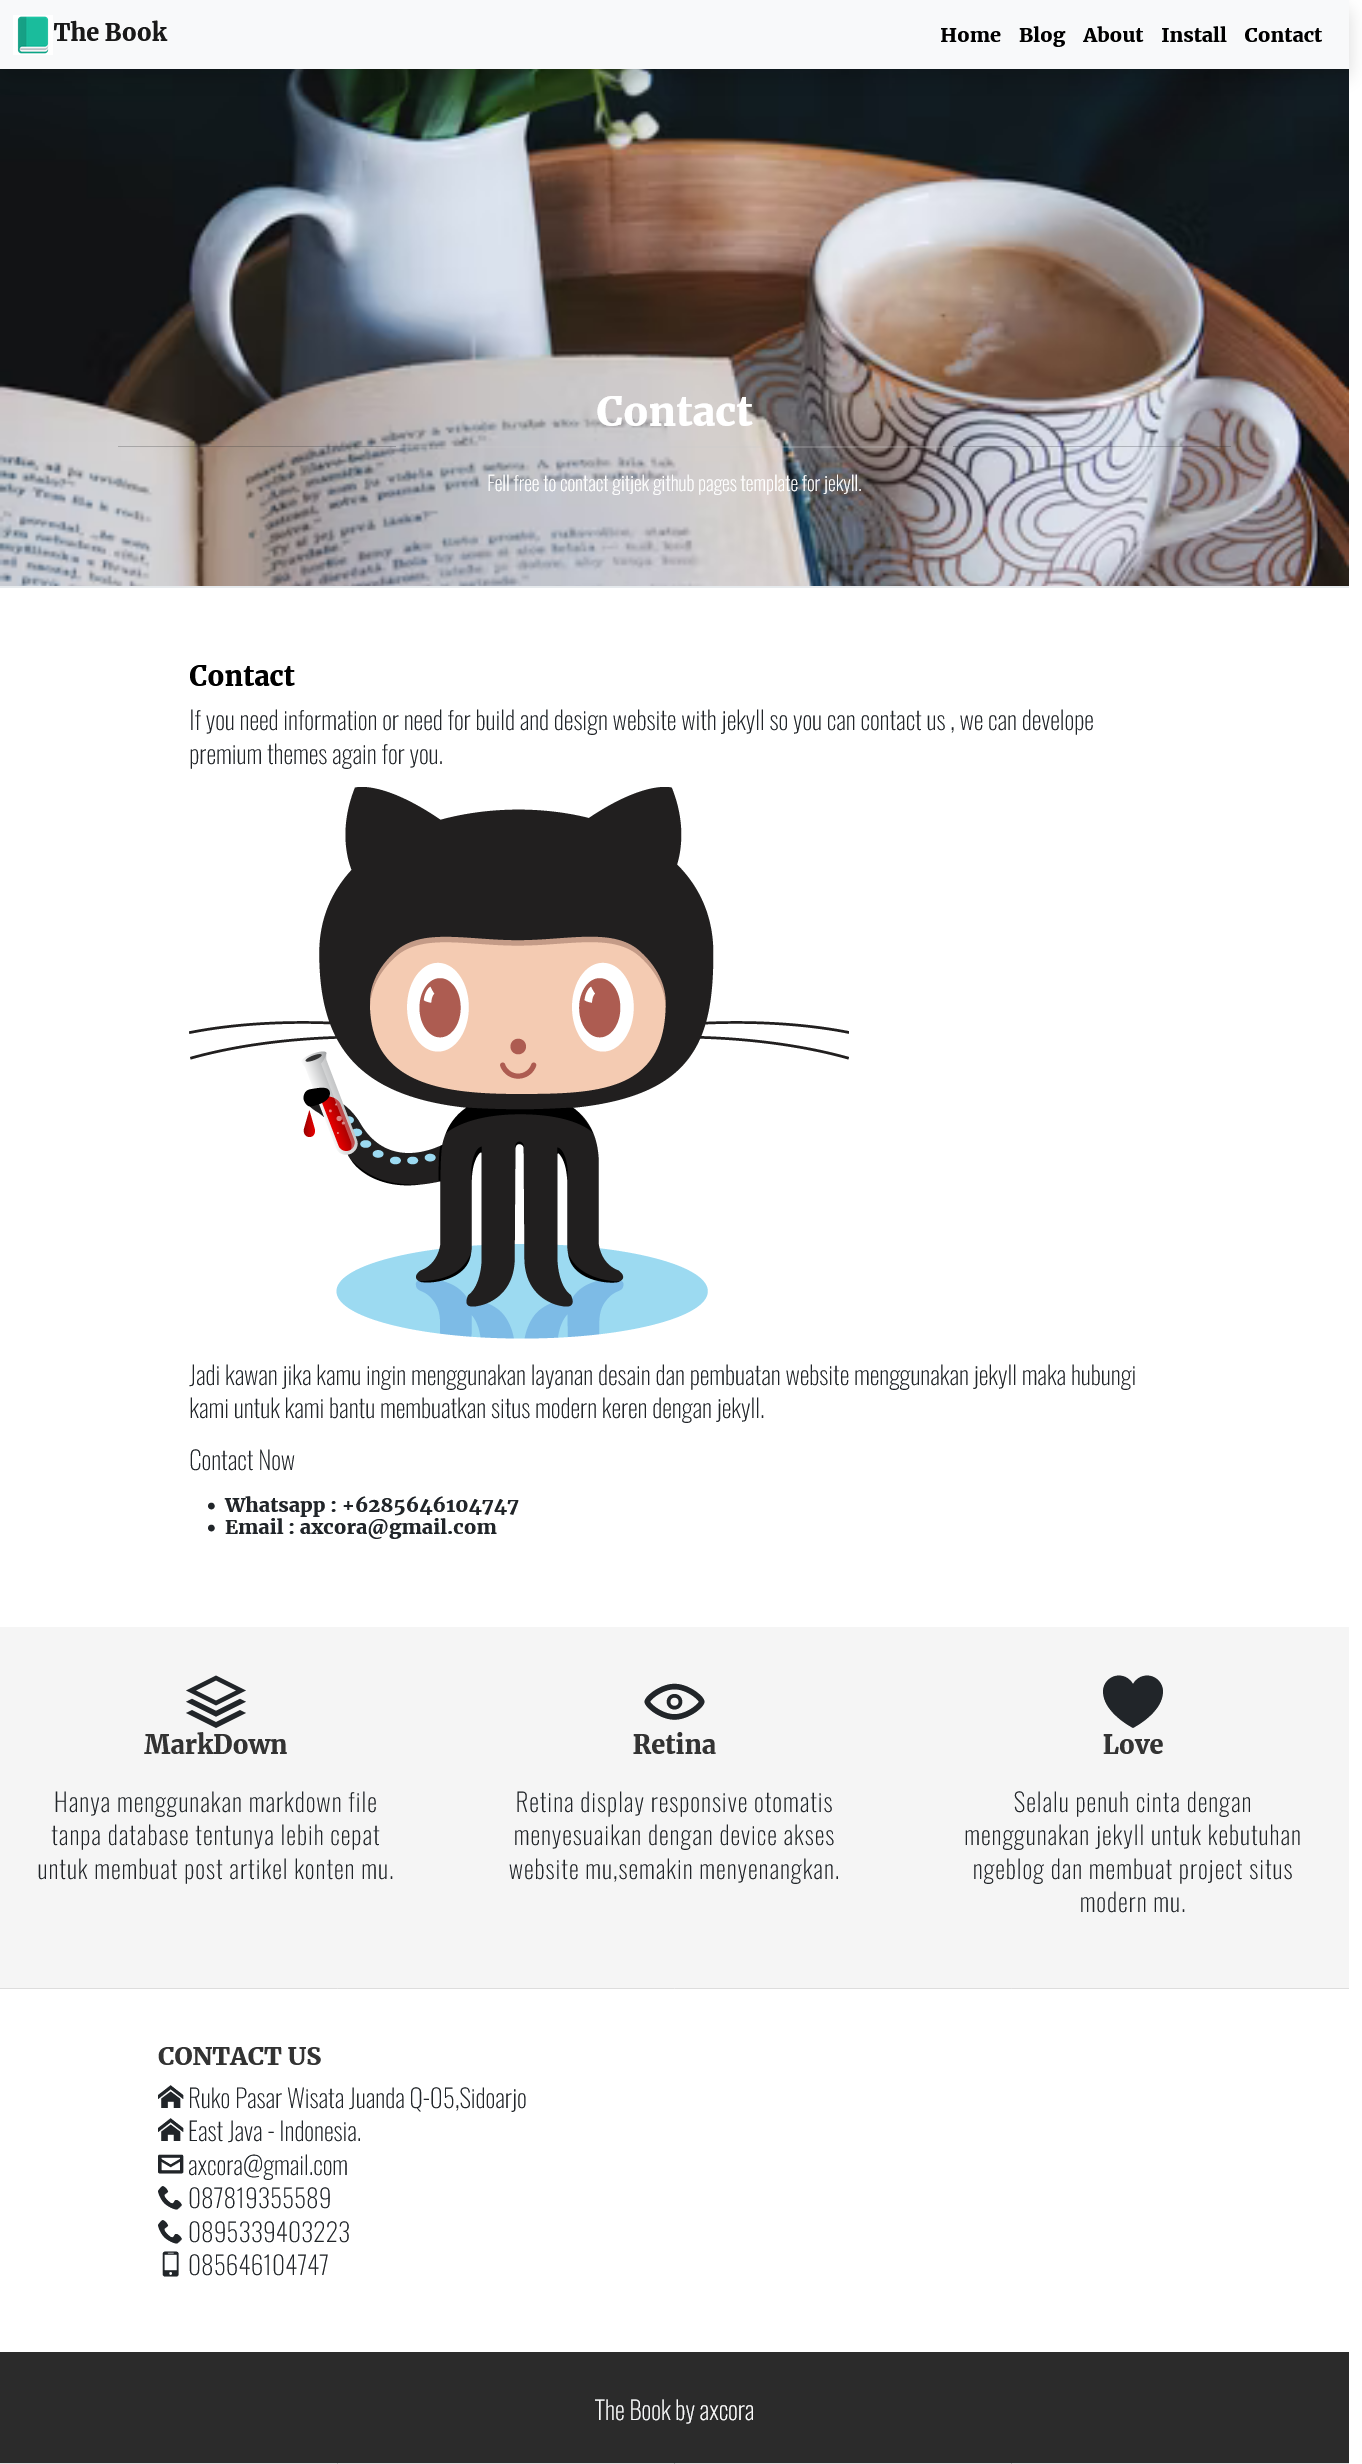 The Book
Home Blog About Install Contact
Contact
Fell free to contact gitjek github pages template for jekyll.
Contact
If you need information or need for build and design website with jekyll so you can contact us , we can develope
premium themes again for you.
Jadi kawan jika kamu ingin menggunakan layanan desain dan pembuatan website menggunakan jekyll maka hubungi
kami untuk kami bantu membuatkan situs modern keren dengan jekyll.
Contact Now
• Whatsapp : +6285646104747
• Email : axcora@gmail.com
MarkDown
Hanya menggunakan markdown file
tanpa database tentunya lebih cepat
untuk membuat post artikel konten mu.
Retina
Retina display responsive otomatis
menyesuaikan dengan device akses
website mu,semakin menyenangkan.
Love
Selalu penuh cinta dengan
menggunakan jekyll untuk kebutuhan
ngeblog dan membuat project situs
modern mu.
CONTACT US
Ruko Pasar Wisata Juanda Q-05,Sidoarjo
East Java - Indonesia.
axcora@gmail.com
087819355589
0895339403223
085646104747
The Book by axcora